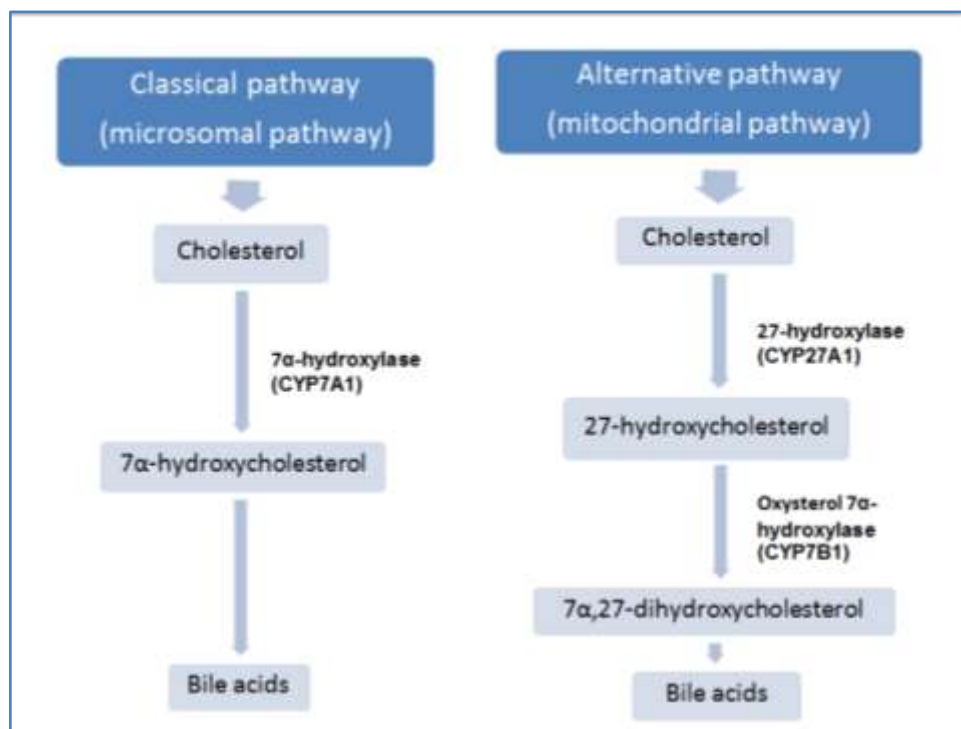 Classical pathway
(microsomal pathway)
Cholesterol
7α-hydroxylase
(CYP7A1)
7α-hydroxycholesterol
Bile acids
Alternative pathway
(mitochondrial pathway)
Cholesterol
27-hydroxylase
(CYP27A1)
27-hydroxycholesterol
Oxysterol 7α-
hydroxylase
(CYP7B1)
7α,27-dihydroxycholesterol
Bile acids